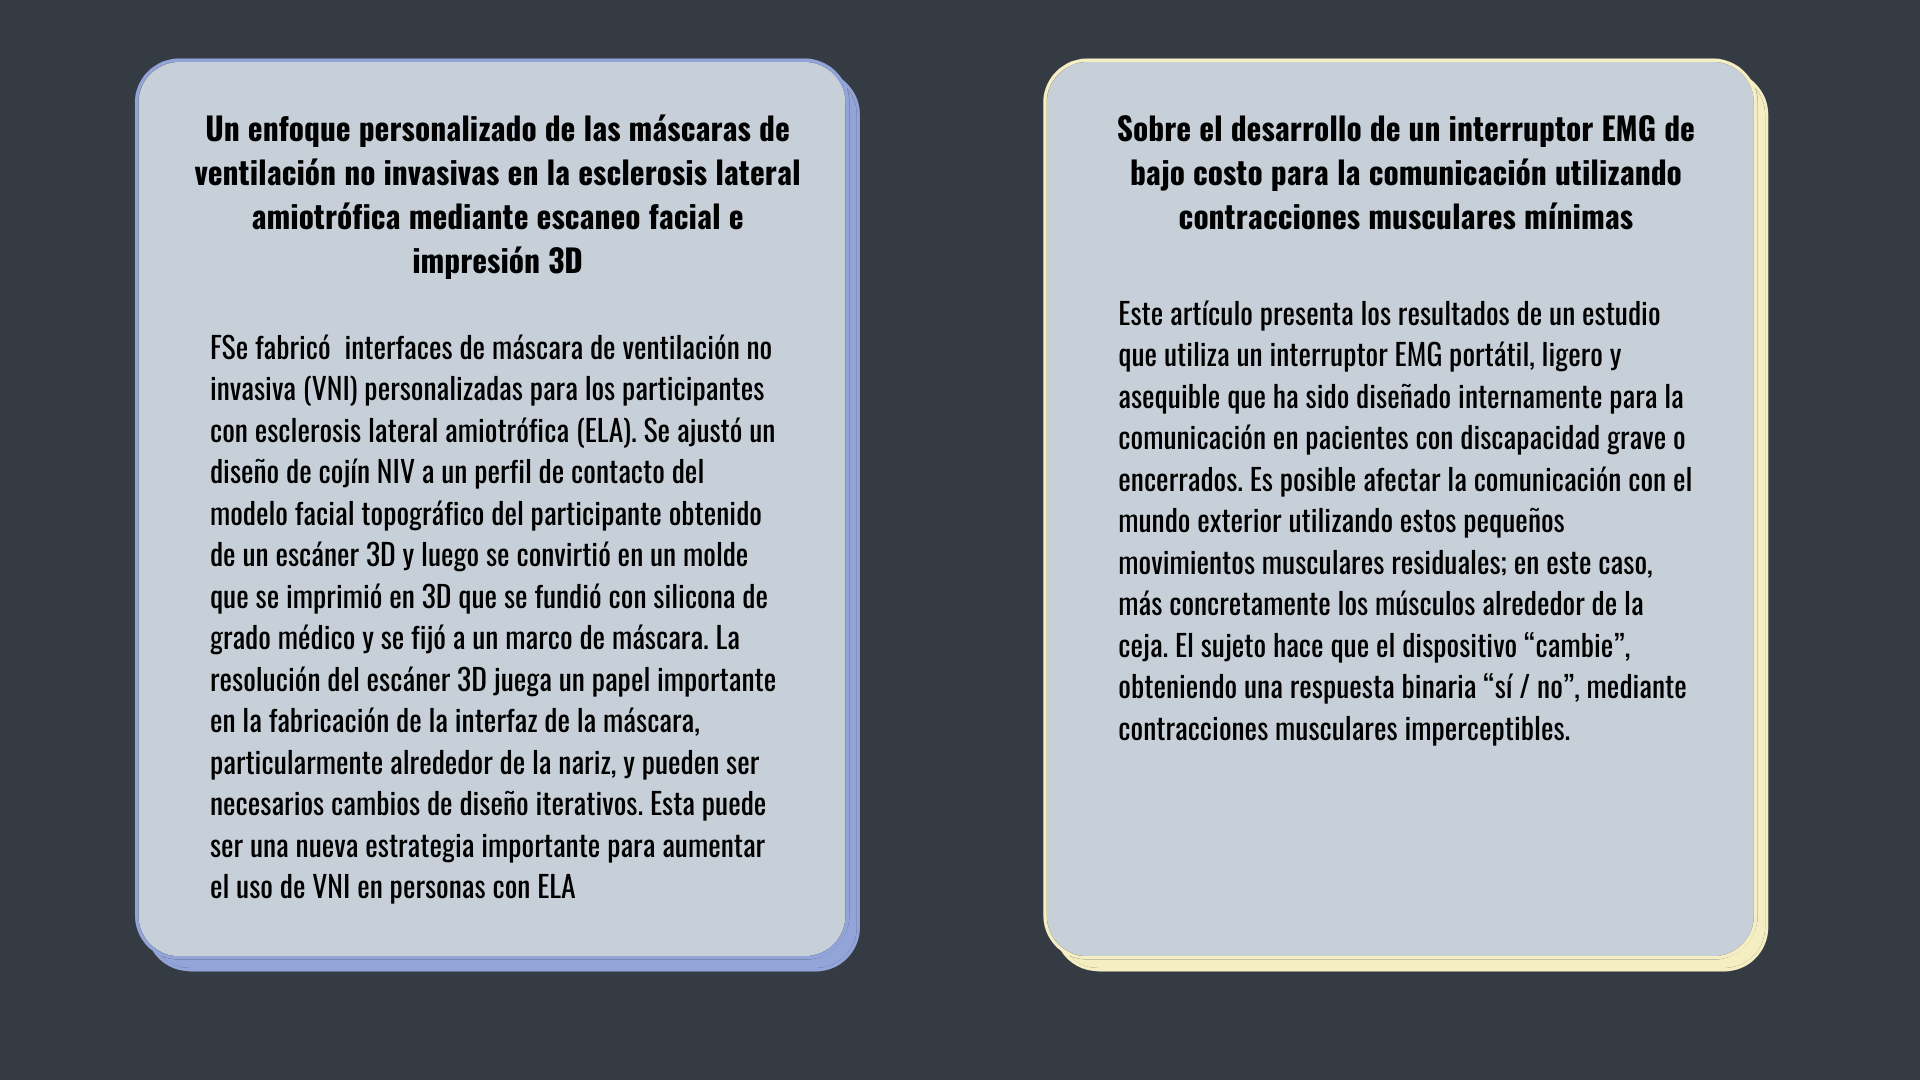 Un enfoque personalizado de las máscaras de
ventilación no invasivas en la esclerosis lateral
amiotrófica mediante escaneo facial e
impresión 3D
FSe fabricó  interfaces de máscara de ventilación no
invasiva (VNI) personalizadas para los participantes
con esclerosis lateral amiotrófica (ELA). Se ajustó un
diseño de cojín NIV a un perfil de contacto del
modelo facial topográfico del participante obtenido
de un escáner 3D y luego se convirtió en un molde
que se imprimió en 3D que se fundió con silicona de
grado médico y se fijó a un marco de máscara. La
resolución del escáner 3D juega un papel importante
en la fabricación de la interfaz de la máscara,
particularmente alrededor de la nariz, y pueden ser
necesarios cambios de diseño iterativos. Esta puede
ser una nueva estrategia importante para aumentar
el uso de VNI en personas con ELA
Sobre el desarrollo de un interruptor EMG de
bajo costo para la comunicación utilizando
contracciones musculares mínimas
Este artículo presenta los resultados de un estudio
que utiliza un interruptor EMG portátil, ligero y
asequible que ha sido diseñado internamente para la
comunicación en pacientes con discapacidad grave o
encerrados. Es posible afectar la comunicación con el
mundo exterior utilizando estos pequeños
movimientos musculares residuales; en este caso,
más concretamente los músculos alrededor de la
ceja. El sujeto hace que el dispositivo “cambie”,
obteniendo una respuesta binaria “sí / no”, mediante
contracciones musculares imperceptibles.